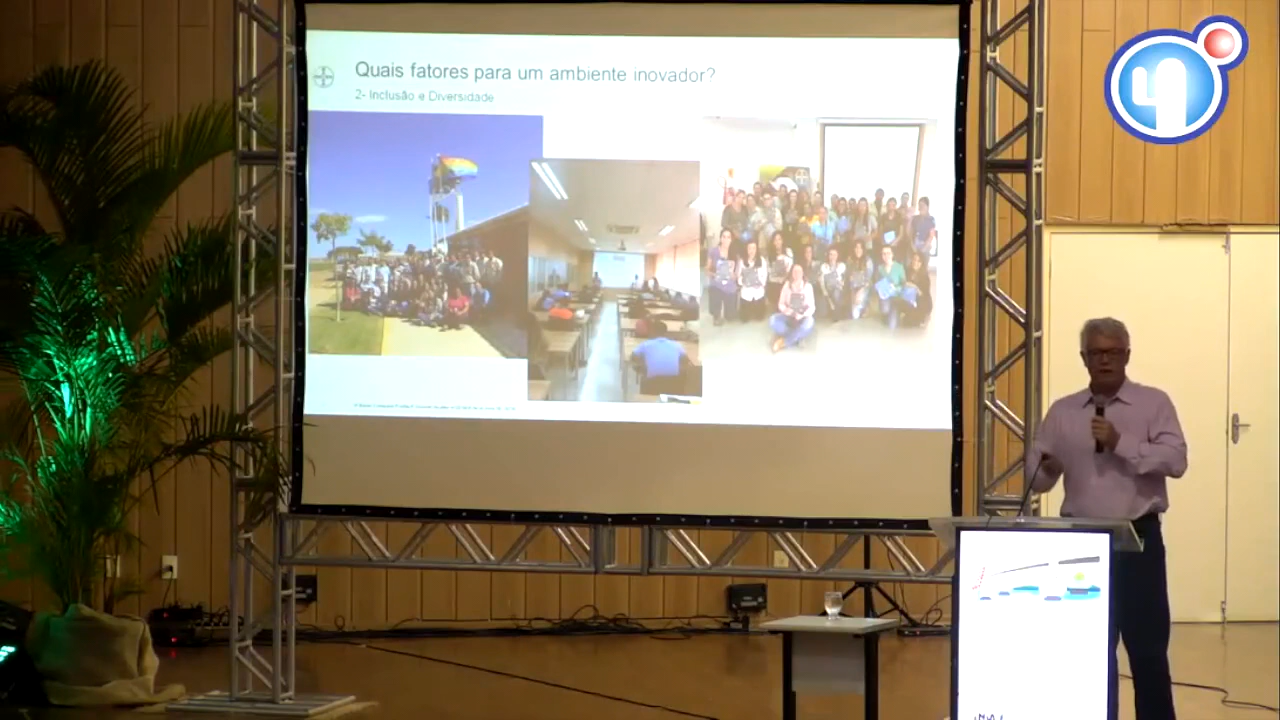 Quais fatores para um ambiente inovador?
2- Inclusão e Diversidade